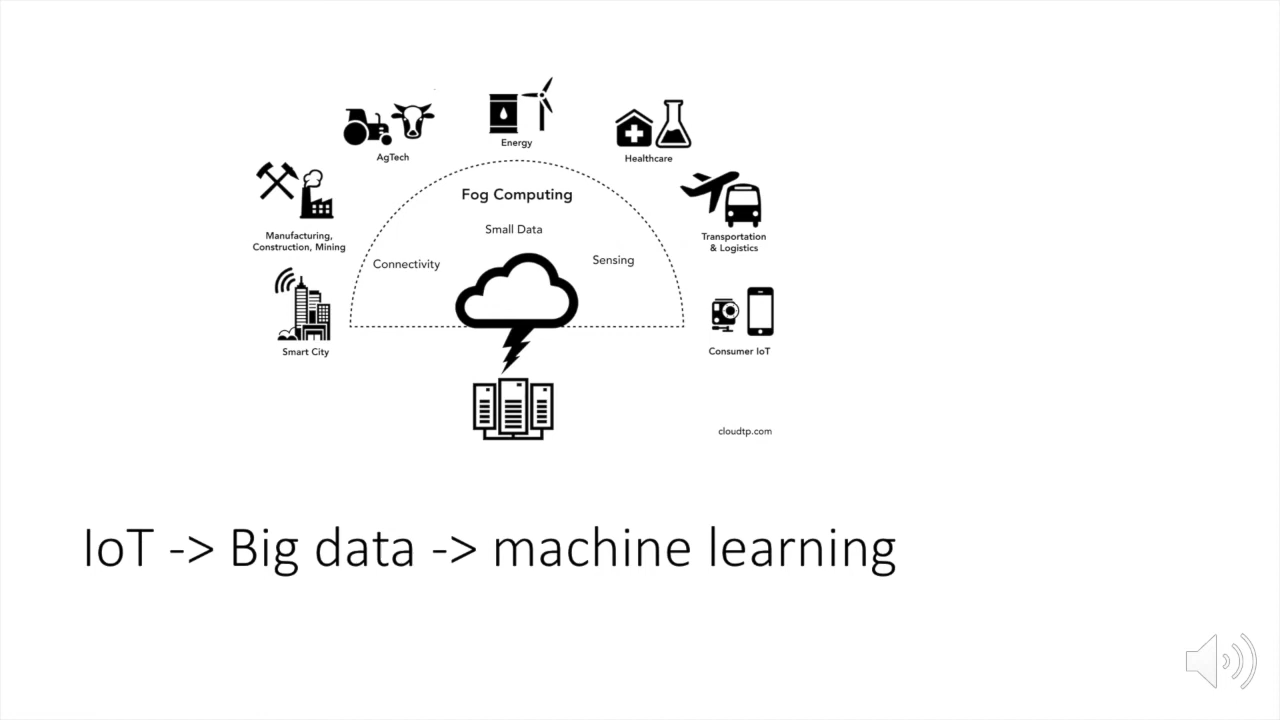 Energy
AgTech
Healthcare
Fog Computing
Small Data
Manufacturing,
Construction, Mining
Transportation
& Logistics
Connectivity
Sensing
Smart City
Consumer IoT
cloudtp.com
IoT -> Big data -> machine learning